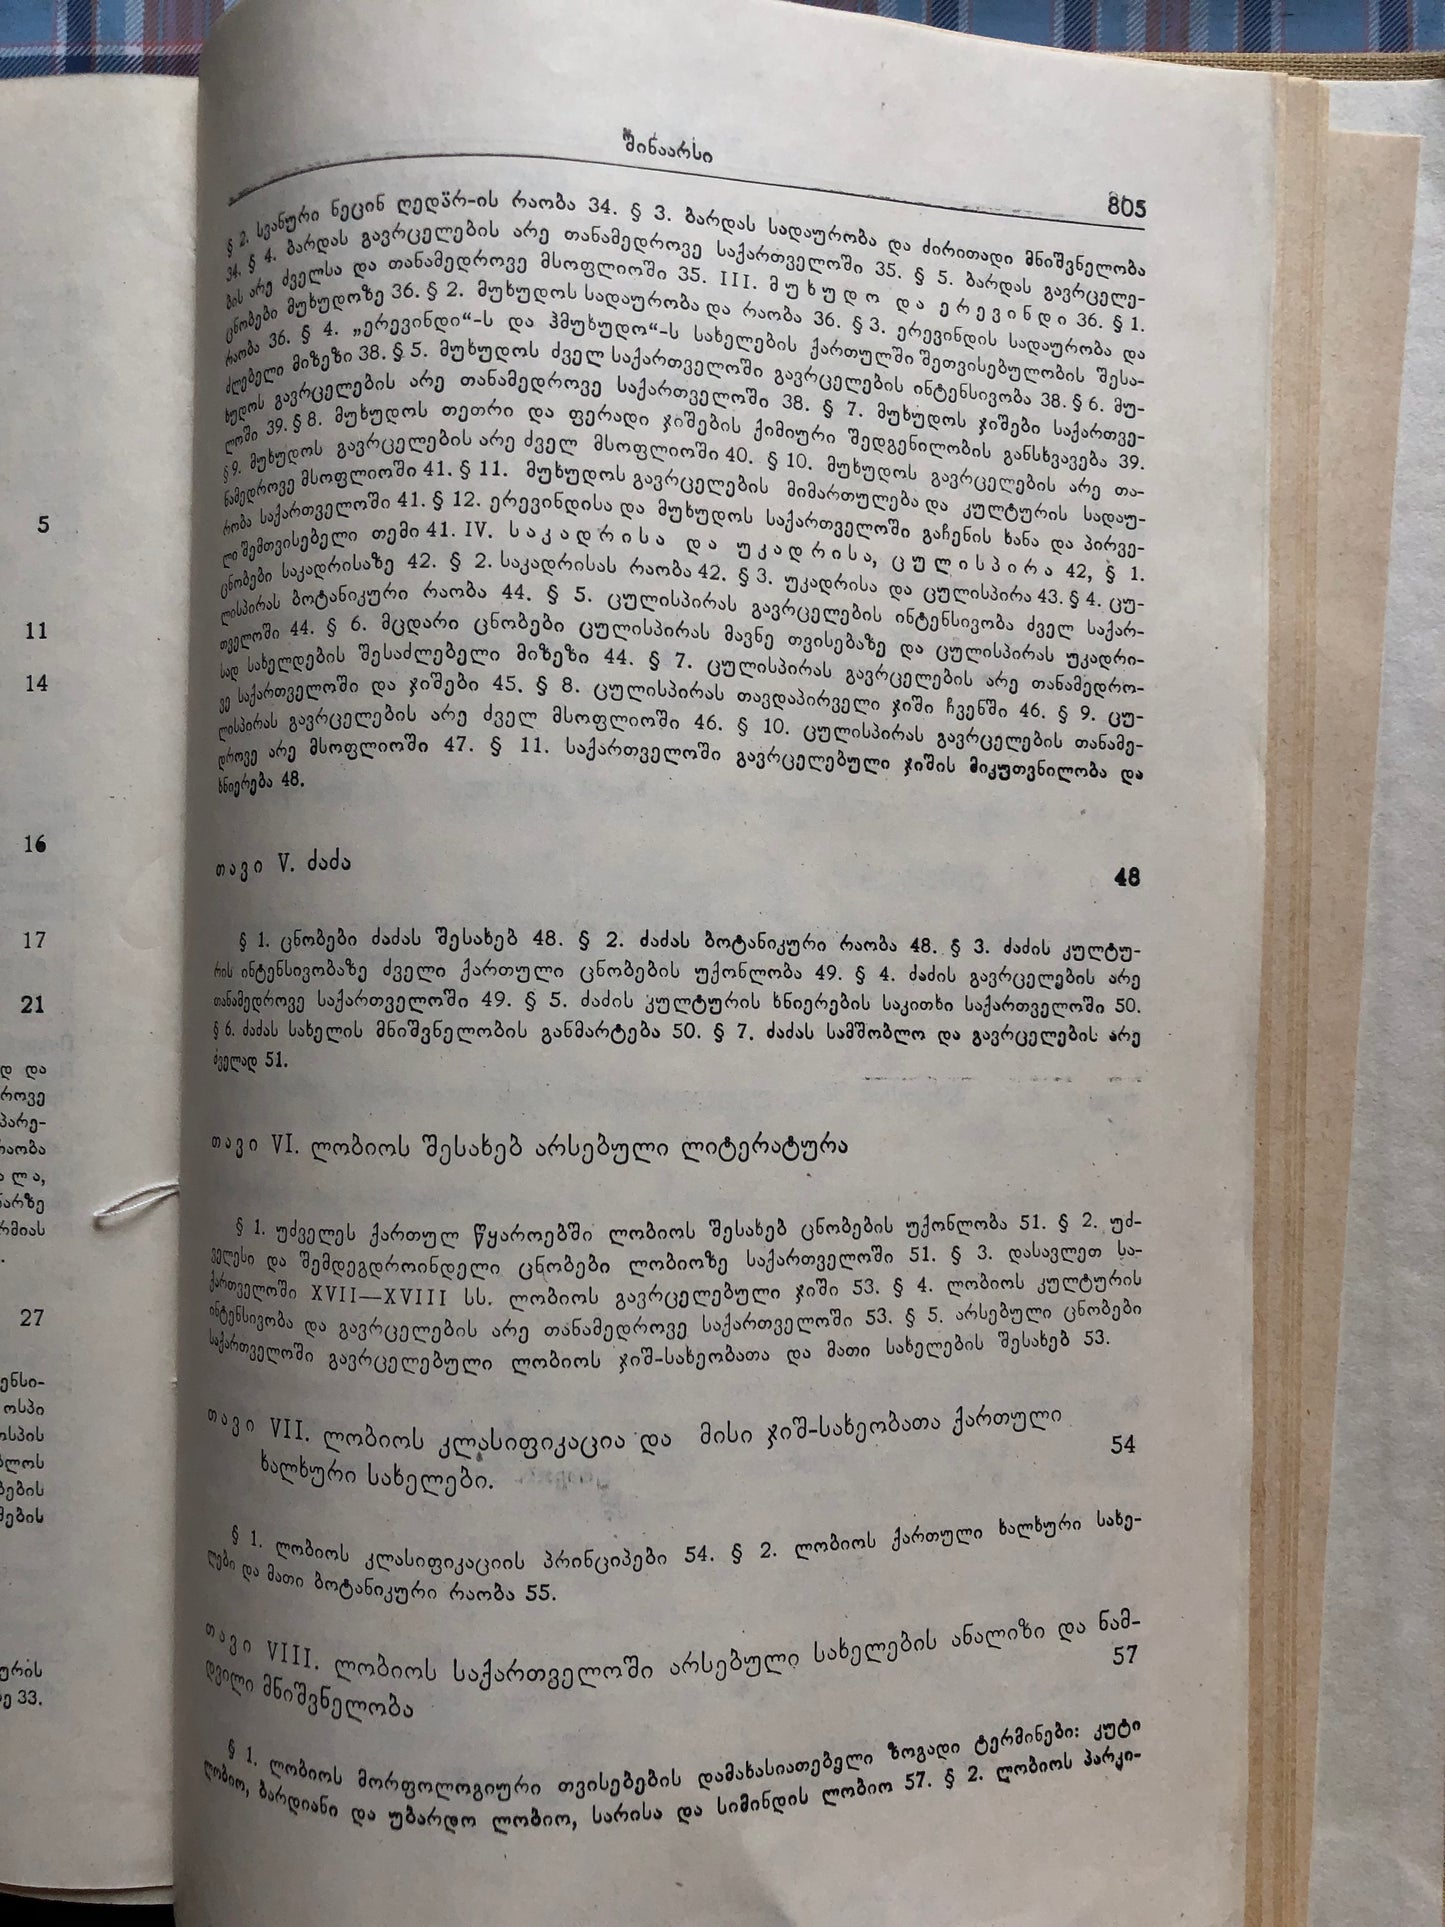 5
11
14
16
17
21
დ და
როვე
პარე-
რაობა
ა ლ ა,
ნარზე
რმიას
.
27
ენსი-
ოსპი
ოსპის
ბლოს
ბების
შების
ურის
ზე 33.
შინაარსი
805
§ 2. სვანური ნეცინ ღედა̈რ-ის რაობა 34. § 3. ბარდას სადაურობა და ძირითადი მნიშვნელობა
34. § 4. ბარდას გავრცელების არე თანამედროვე საქართველოში 35. § 5. ბარდას გავრცელე-
ბის არე ძველსა და თანამედროვე მსოფლიოში 35. III. მ უ ხ უ დ ო დ ა ე რ ე ვ ი ნ დ ი 36. § 1.
ცნობები მუხუდოზე 36. § 2. მუხუდოს სადაურობა და რაობა 36. § 3. ერევინდის სადაურობა და
რაობა 36. § 4. „ერევინდი“-ს და ჰმუხუდო“-ს სახელების ქართულში შეთვისებულობის შესა-
ძლებელი მიზეზი 38. § 5. მუხუდოს ძველ საქართველოში გავრცელების ინტენსივობა 38. § 6. მუ-
ხუდოს გავრცელების არე თანამედროვე საქართველოში 38. § 7. მუხუდოს ჯიშები საქართვე-
ლოში 39. § 8. მუხუდოს თეთრი და ფერადი ჯიშების ქიმიური შედგენილობის განსხვავება 39.
§ 9. მუხუდოს გავრცელების არე ძველ მსოფლიოში 40. § 10. მუხუდოს გავრცელების არე თა-
ნამედროვე მსოფლიოში 41. § 11. მუხუდოს გავრცელების მიმართულება და კულტურის სადაუ-
რობა საქართველოში 41. § 12. ერევინდისა და მუხუდოს საქართველოში გაჩენის ხანა და პირვე-
ლი შემთვისებელი თემი 41. IV. ს ა კ ა დ რ ი ს ა დ ა უ კ ა დ რ ი ს ა, ც უ ლ ი ს პ ი რ ა 42, § 1.
ცნობები საკადრისაზე 42. § 2. საკადრისას რაობა 42. § 3. უკადრისა და ცულისპირა 43. § 4. ცუ-
ლისპირას ბოტანიკური რაობა 44. § 5. ცულისპირას გავრცელების ინტენსივობა ძველ საქარ-
თველოში 44. § 6. მცდარი ცნობები ცულისპირას მავნე თვისებაზე და ცულისპირას უკადრი-
სად სახელდების შესაძლებელი მიზეზი 44. § 7. ცულისპირას გავრცელების არე თანამედრო-
ვე საქართველოში და ჯიშები 45. § 8. ცულისპირას თავდაპირველი ჯიში ჩვენში 46. § 9. ცუ-
ლისპირას გავრცელების არე ძველ მსოფლიოში 46. § 10. ცულისპირას გავრცელების თანამე-
დროვე არე მსოფლიოში 47. § 11. საქართველოში გავრცელებული ჯიშის მიკუთვნილობა და
ხნიერება 48.
თ ა ვ ი V. ძაძა
48
§ 1. ცნობები ძაძას შესახებ 48. § 2. ძაძას ბოტანიკური რაობა 48. § 3. ძაძის კულტუ-
რის ინტენსივობაზე ძველი ქართული ცნობების უქონლობა 49. § 4. ძაძის გავრცელების არე
თანამედროვე საქართველოში 49. § 5. ძაძის კულტურის ხნიერების საკითხი საქართველოში 50.
§ 6. ძაძას სახელის მნიშვნელობის განმარტება 50. § 7. ძაძას სამშობლო და გავრცელების არე
ძველად 51.
თ ა ვ ი VI. ლობიოს შესახებ არსებული ლიტერატურა
§ 1. უძველეს ქართულ წყაროებში ლობიოს შესახებ ცნობების უქონლობა 51. § 2. უძ-
ველესი და შემდეგდროინდელი ცნობები ლობიოზე საქართველოში 51. § 3. დასავლეთ სა-
ქართველოში XVII—XVIII სს. ლობიოს გავრცელებული ჯიში 53. § 4. ლობიოს კულტურის
ინტენსივობა და გავრცელების არე თანამედროვე საქართველოში 53. § 5. არსებული ცნობები
საქართველოში გავრცელებული ლობიოს ჯიშ-სახეობათა და მათი სახელების შესახებ 53.
თ ა ვ ი VII. ლობიოს კლასიფიკაცია და მისი ჯიშ-სახეობათა ქართული
ხალხური სახელები.
54
§ 1. ლობიოს კლასიფიკაციის პრინციპები 54. § 2. ლობიოს ქართული ხალხური სახე-
ლები და მათი ბოტანიკური რაობა 55.
თ ა ვ ი VIII. ლობიოს საქართველოში არსებული სახელების ანალიზი და ნამ-
დვილი მნიშვნელობა
57
§ 1. ლობიოს მორფოლოგიური თვისებების დამახასიათებელი ზოგადი ტერმინები: კუტი
ლობიო, ბარდიანი და უბარდო ლობიო, სარისა და სიმინდის ლობიო 57. § 2. ლობიოს პარკი-